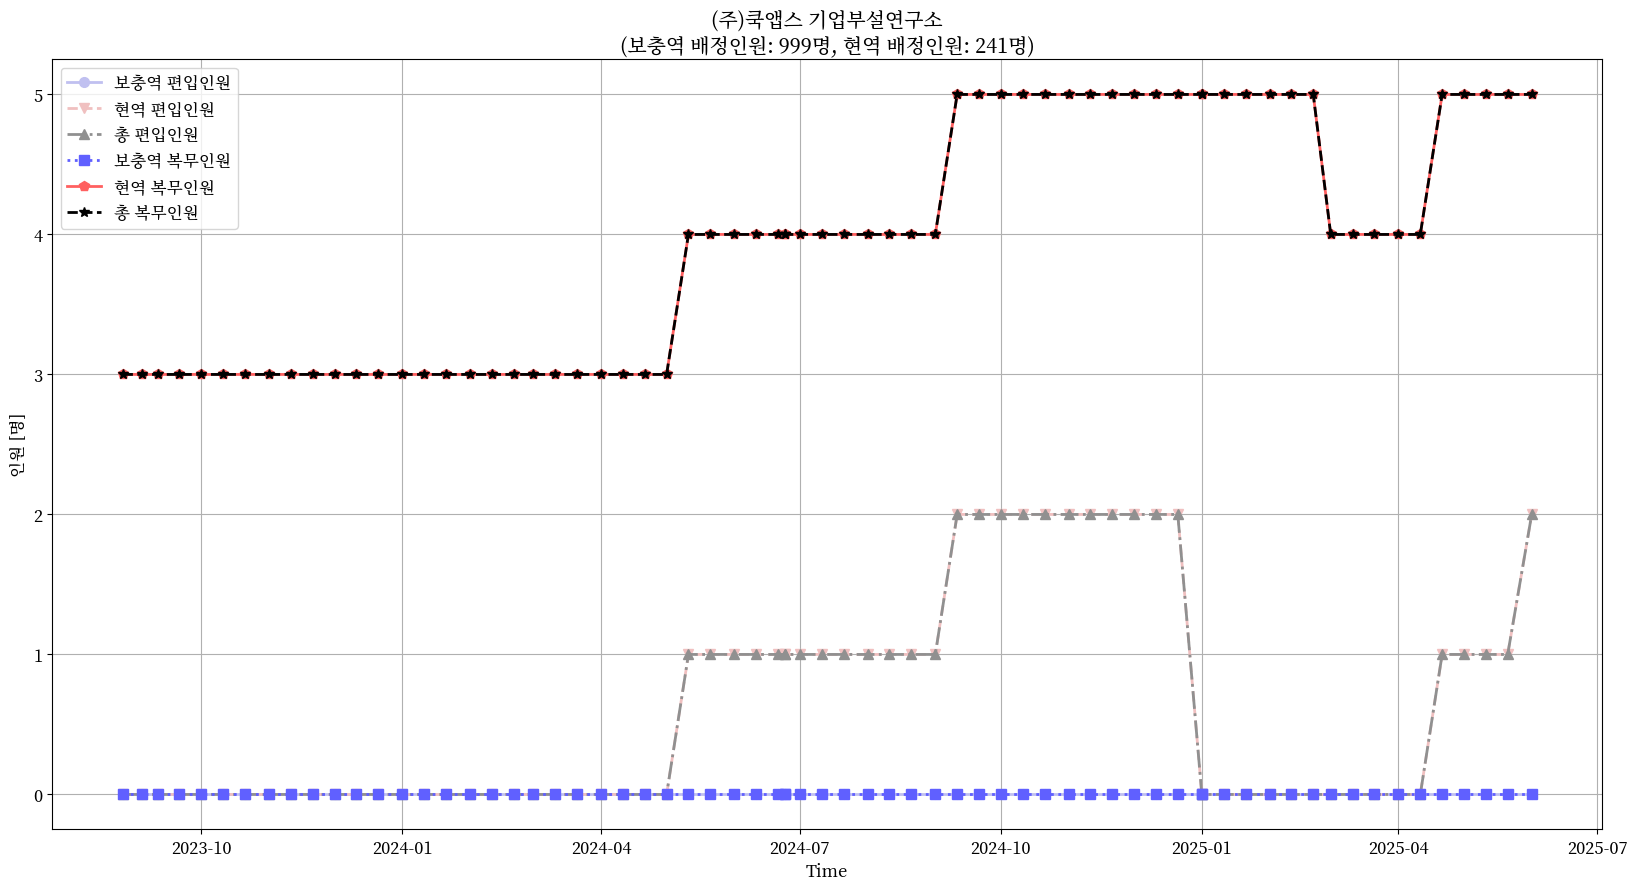 (주)쿡앱스 기업부설연구소
(보충역 배정인원: 999명, 현역 배정인원: 241명)
보충역 편입인원
현역 편입인원
총 편입인원
보충역 복무인원
현역 복무인원
총 복무인원
인원 [명]
5
4
3
2
1
0
2023-10
2024-01
2024-04
2024-07
2024-10
2025-01
2025-04
2025-07
Time